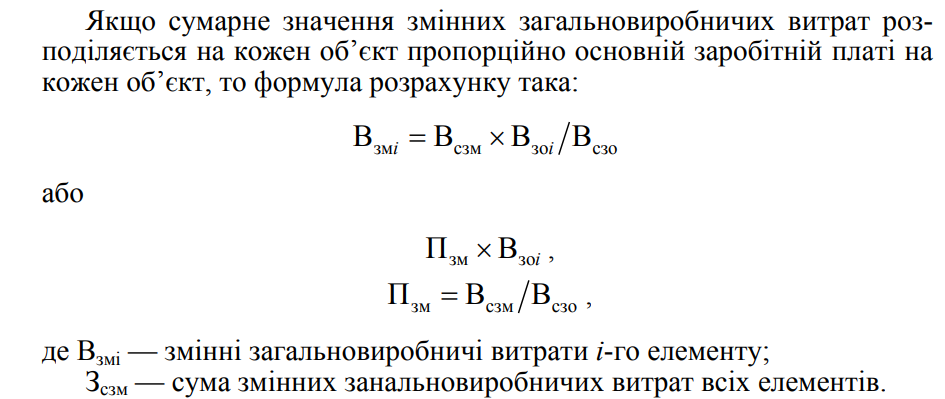 Якщо сумарне значення змінних загальновиробничих витрат роз-
поділяється на кожен об’єкт пропорційно основній заробітній платі на
кожен об’єкт, то формула розрахунку така:
Взмі = Всзм × Взоі/Всзо
або
Пзм × Взоі ,
Пзм = Всзм/Всзо ,
де Взмі — змінні загальновиробничі витрати і-го елементу;
Зсзм — сума змінних занальновиробничих витрат всіх елементів.